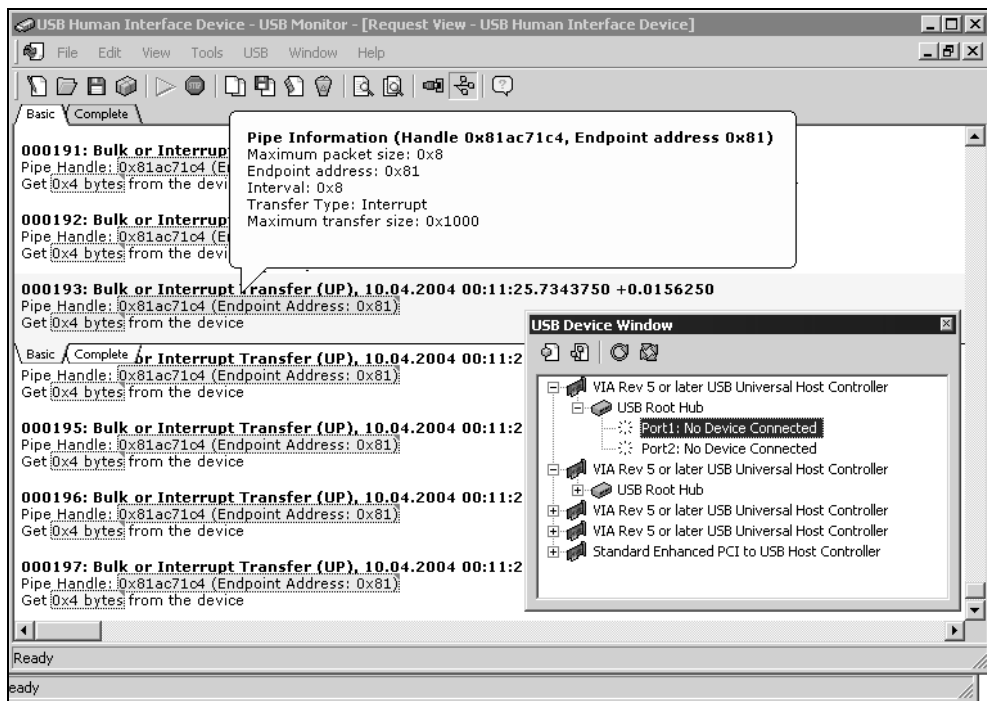 USB Human Interface Device - USB Monitor - [Request View - USB Human Interface Device]
File Edit View Tools USB Window Help
Basic Complete
Pipe Information (Handle 0x81ac71c4, Endpoint address 0x81)
Maximum packet size: 0x8
Endpoint address: 0x81
Interval: 0x8
Transfer Type: Interrupt
Maximum transfer size: 0x1000
000191: Bulk or Interrup
Pipe Handle: 0x81ac71c4 (E
Get 0x4 bytes from the devi
000192: Bulk or Interrup
Pipe Handle: 0x81ac71c4 (E
Get 0x4 bytes from the devi
000193: Bulk or Interrupt Transfer (UP), 10.04.2004 00:11:25.7343750 +0.0156250
Pipe Handle: 0x81ac71c4 (Endpoint Address: 0x81)
Get 0x4 bytes from the device
Basic Complete or Interrupt Transfer (UP), 10.04.2004 00:11:2
Pipe Handle: 0x81ac71c4 (Endpoint Address: 0x81)
Get 0x4 bytes from the device
000195: Bulk or Interrupt Transfer (UP), 10.04.2004 00:11:2
Pipe Handle: 0x81ac71c4 (Endpoint Address: 0x81)
Get 0x4 bytes from the device
000196: Bulk or Interrupt Transfer (UP), 10.04.2004 00:11:2
Pipe Handle: 0x81ac71c4 (Endpoint Address: 0x81)
Get 0x4 bytes from the device
000197: Bulk or Interrupt Transfer (UP), 10.04.2004 00:11:2
Pipe Handle: 0x81ac71c4 (Endpoint Address: 0x81)
Get 0x4 bytes from the device
USB Device Window
VIA Rev 5 or later USB Universal Host Controller
USB Root Hub
Port1: No Device Connected
Port2: No Device Connected
VIA Rev 5 or later USB Universal Host Controller
USB Root Hub
VIA Rev 5 or later USB Universal Host Controller
VIA Rev 5 or later USB Universal Host Controller
Standard Enhanced PCI to USB Host Controller
Ready
eady